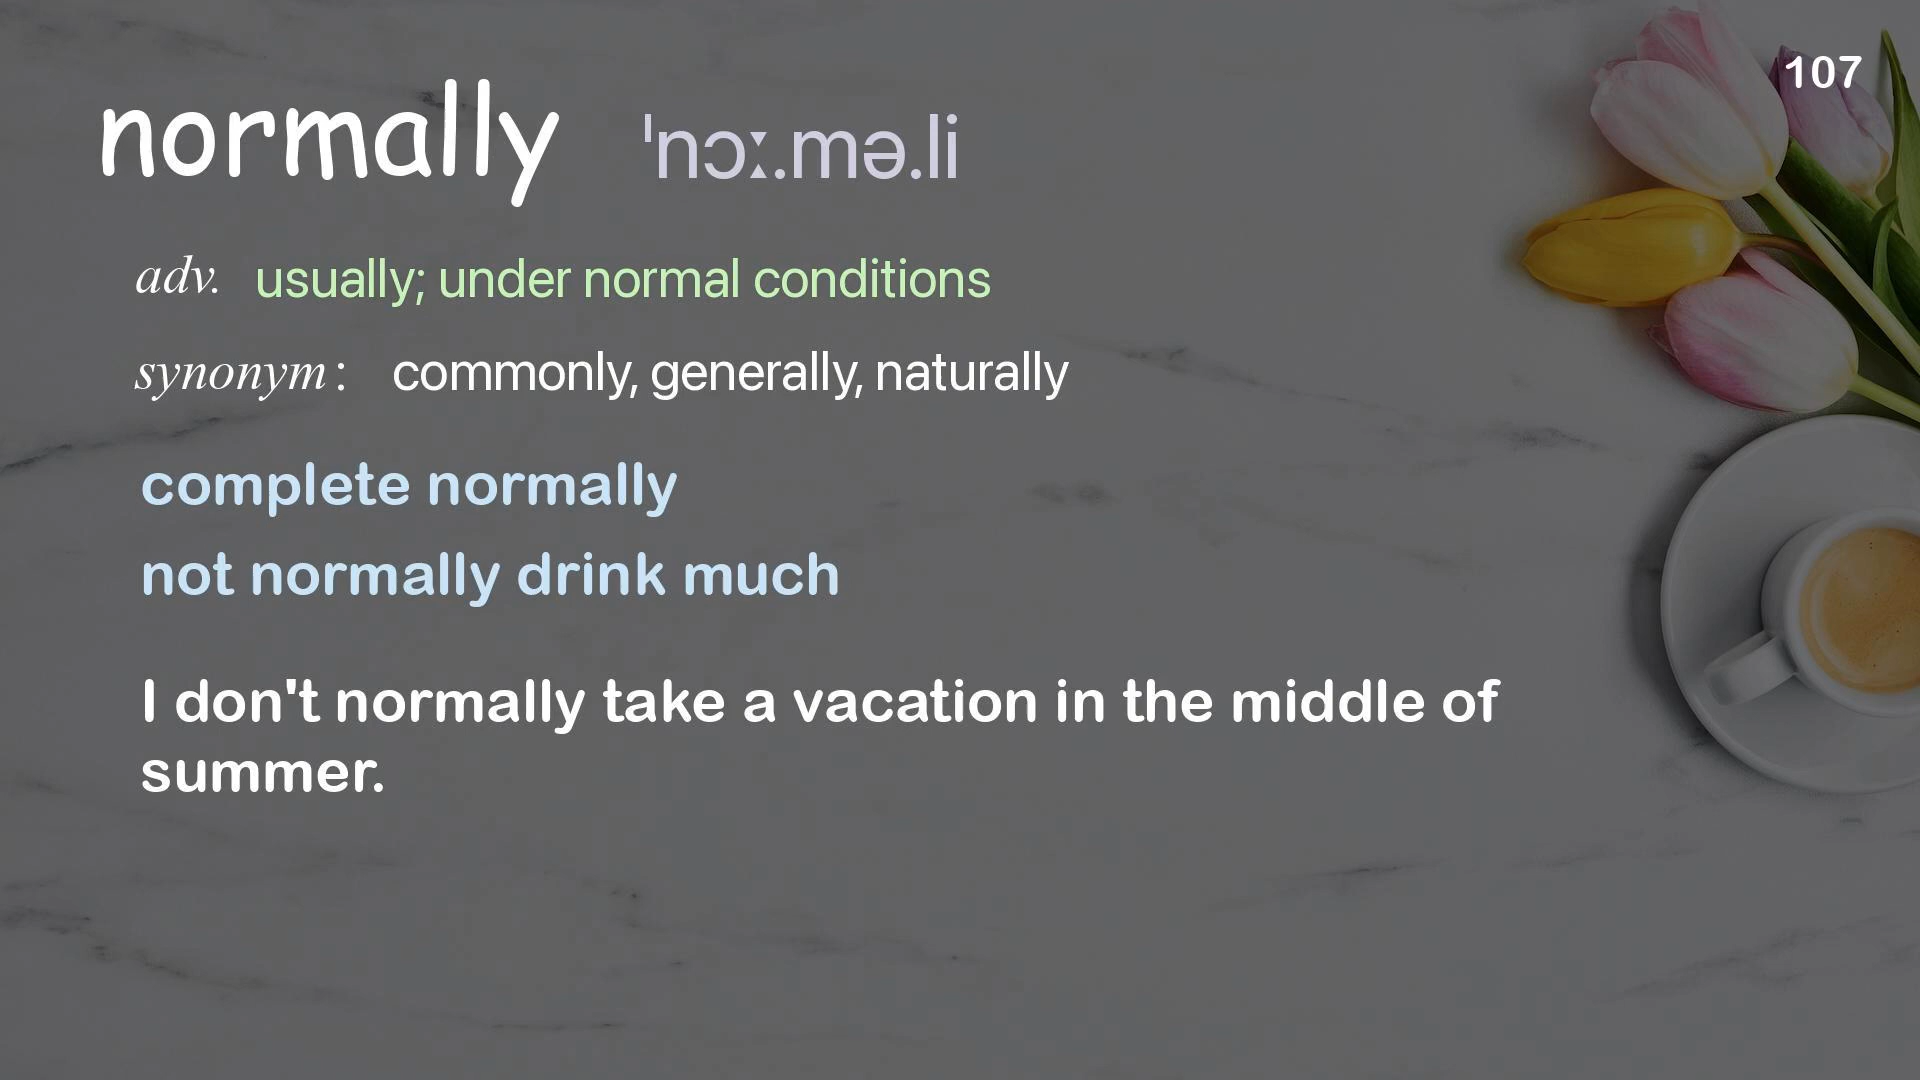 107
normally ˈnɔː.mə.li
adv. usually; under normal conditions
synonym : commonly, generally, naturally
complete normally
not normally drink much
I don't normally take a vacation in the middle of
summer.